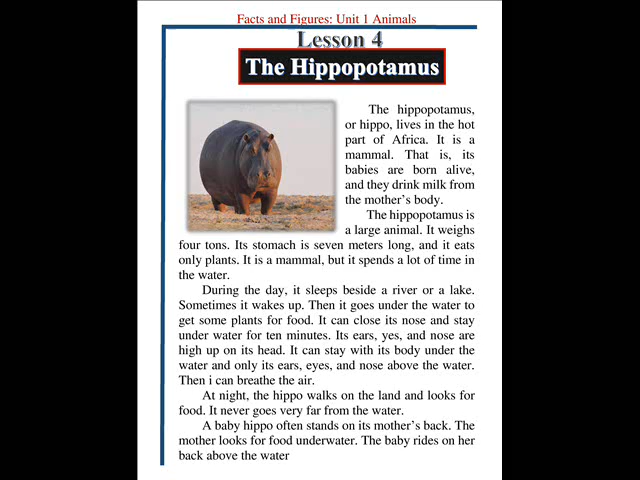 Facts and Figures: Unit 1 Animals
Lesson 4
The Hippopotamus
The hippopotamus,
or hippo, lives in the hot
part of Africa. It is a
mammal. That is, its
babies are born alive,
and they drink milk from
the mother's body.
The hippopotamus is
a large animal. It weighs
four tons. Its stomach is seven meters long, and it eats
only plants. It is a mammal, but it spends a lot of time in
the water.
During the day, it sleeps beside a river or a lake.
Sometimes it wakes up. Then it goes under the water to
get some plants for food. It can close its nose and stay
under water for ten minutes. Its ears, yes, and nose are
high up on its head. It can stay with its body under the
water and only its ears, eyes, and nose above the water.
Then i can breathe the air.
At night, the hippo walks on the land and looks for
food. It never goes very far from the water.
A baby hippo often stands on its mother's back. The
mother looks for food underwater. The baby rides on her
back above the water